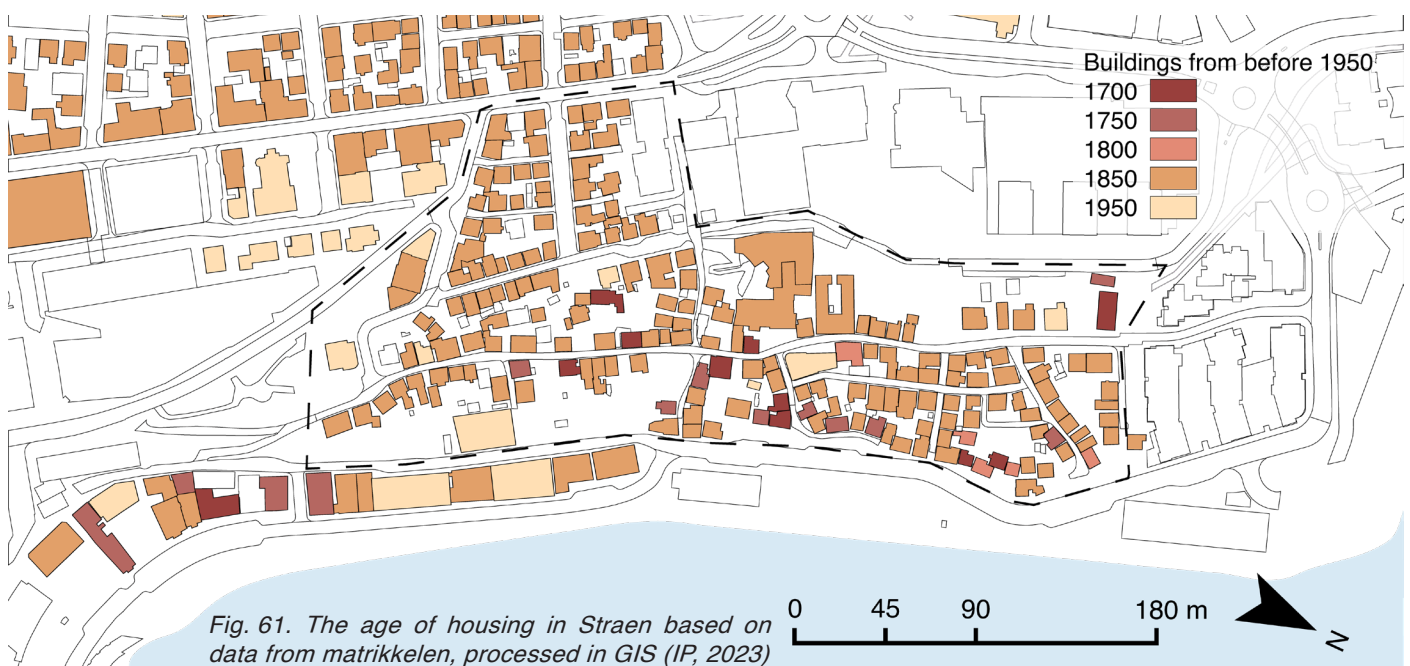 Buildings from before 1950
1700
1750
1800
1850
1950
Fig. 61. The age of housing in Straen based on
data from matrikkelen, processed in GIS (IP, 2023)
0 45 90 180 m
N